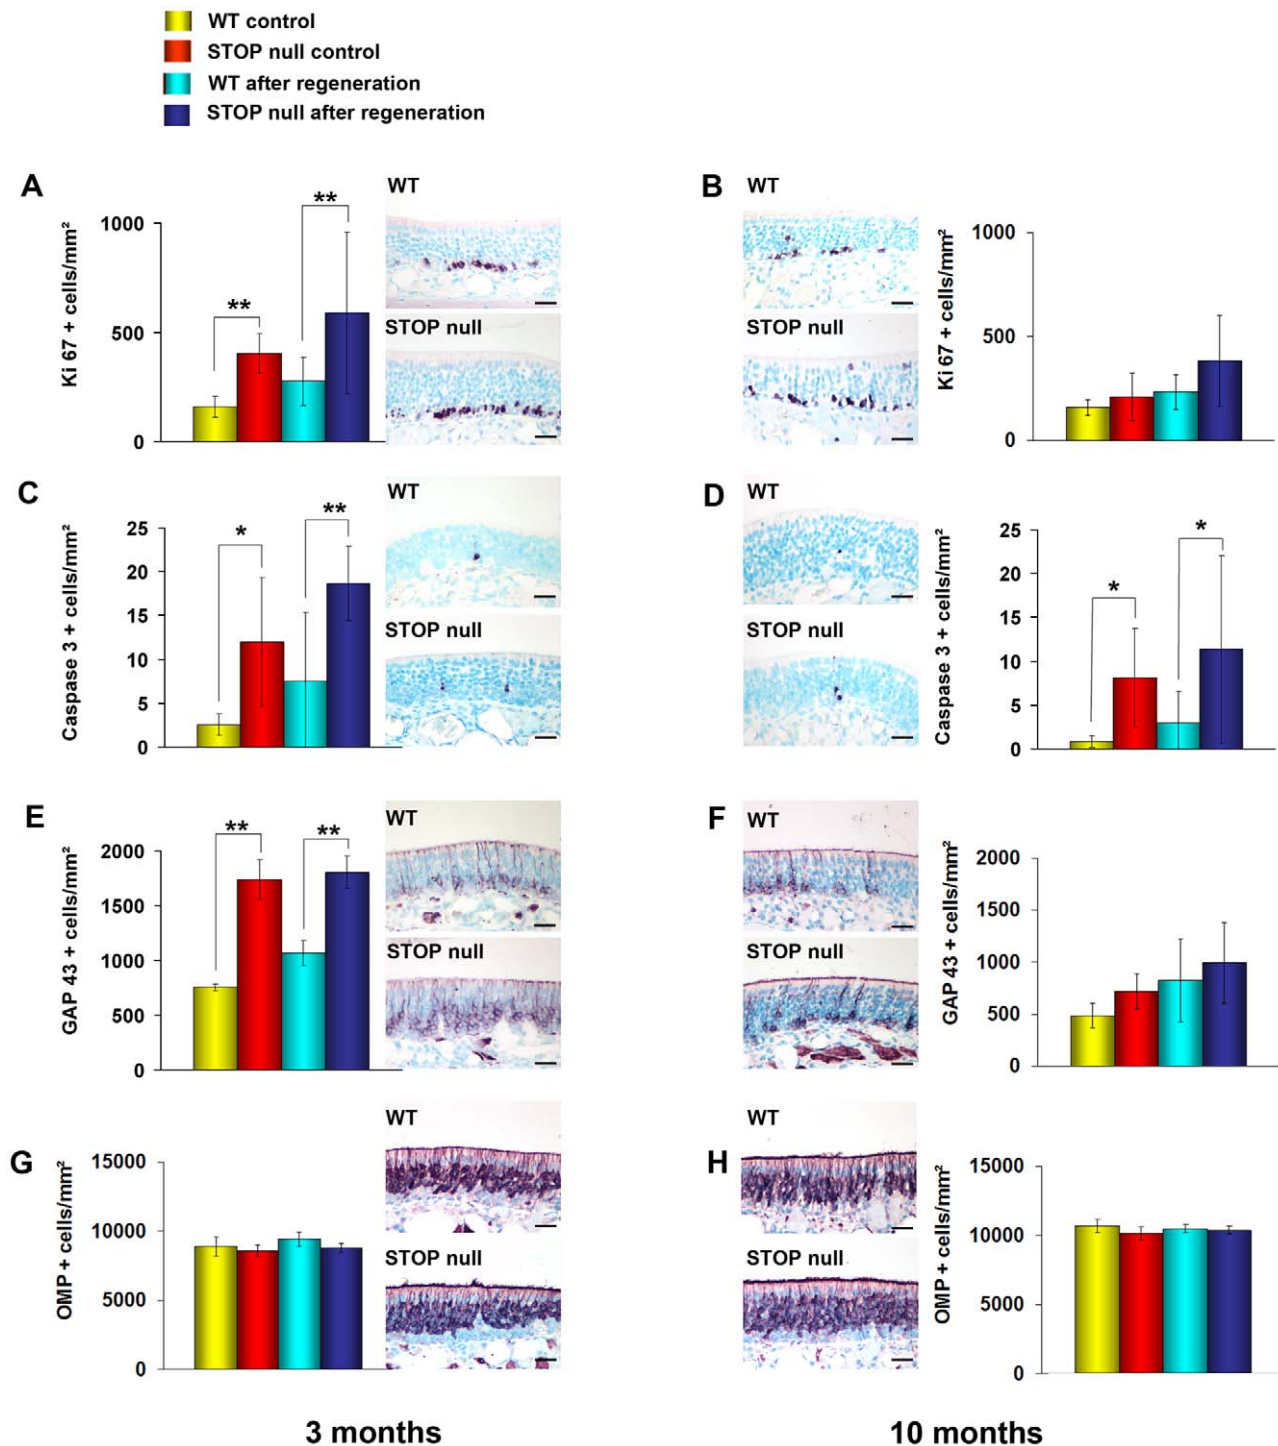 WT control
STOP null control
WT after regeneration
STOP null after regeneration
A
Ki 67 + cells/mm²
1000
500
0
**
**
WT
STOP null
B
WT
STOP null
Ki 67 + cells/mm²
1000
500
0
C
Caspase 3 + cells/mm²
25
20
15
10
5
0
*
**
WT
STOP null
D
WT
STOP null
Caspase 3 + cells/mm²
25
20
15
10
5
0
*
*
E
GAP 43 + cells/mm²
2000
1500
1000
500
0
**
**
WT
STOP null
F
WT
STOP null
GAP 43 + cells/mm²
2000
1500
1000
500
0
G
OMP + cells/mm²
15000
10000
5000
0
WT
STOP null
H
WT
STOP null
OMP + cells/mm²
15000
10000
5000
0
3 months
10 months